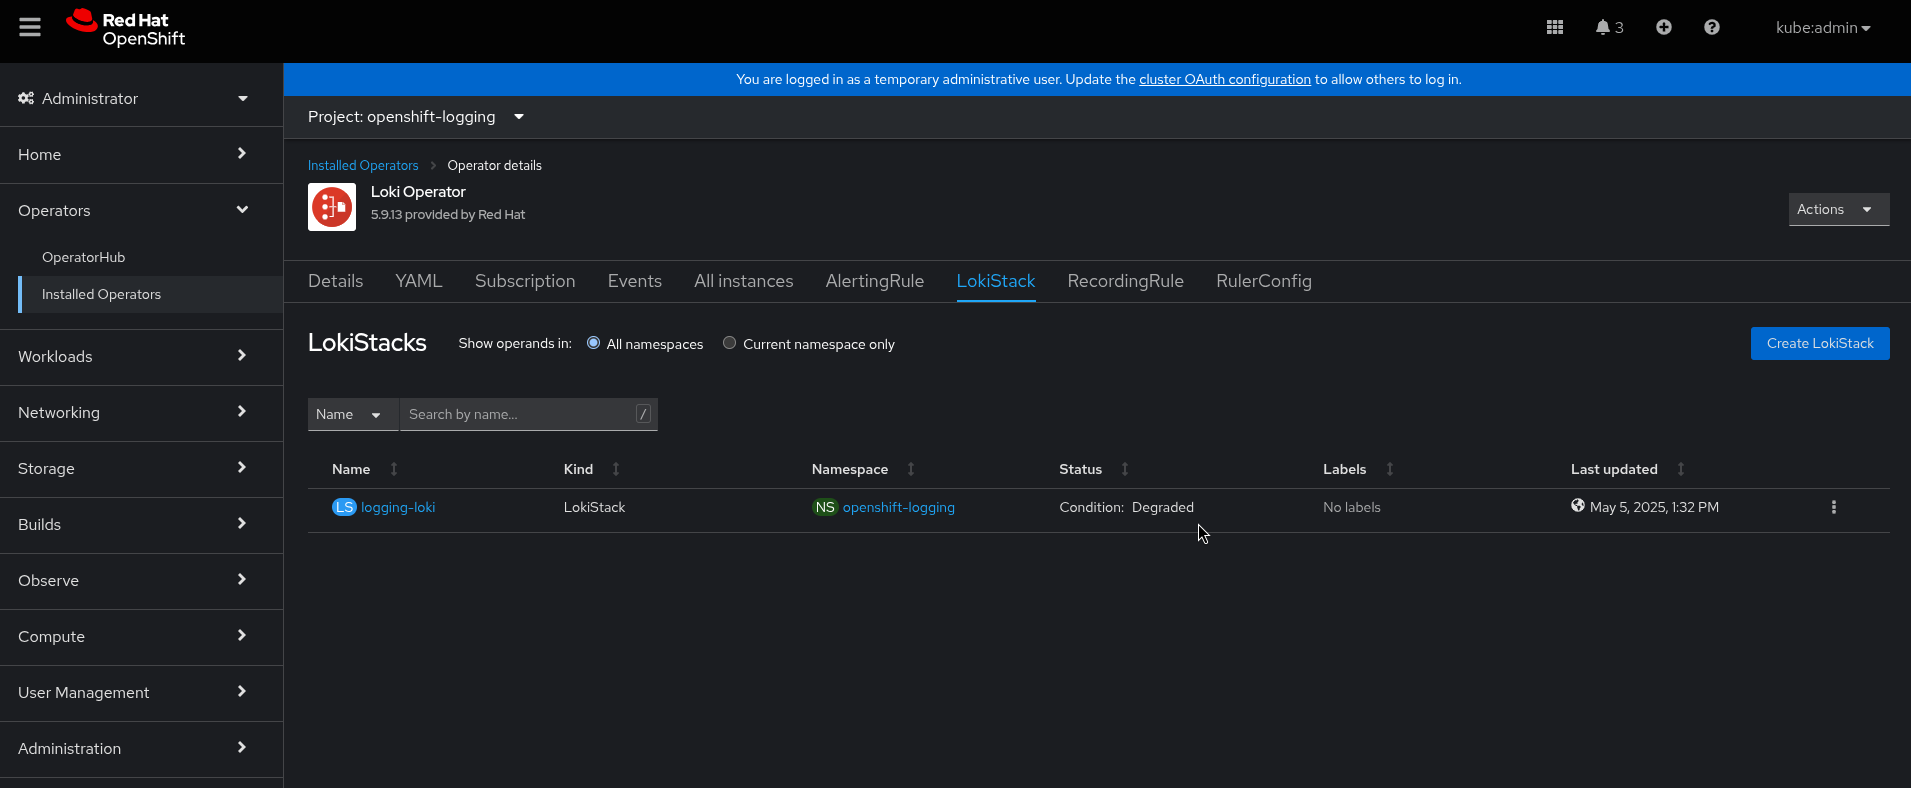 Red Hat
OpenShift
3
kube:admin
Administrator
Home
Operators
OperatorHub
Installed Operators
Workloads
Networking
Storage
Builds
Observe
Compute
User Management
Administration
You are logged in as a temporary administrative user. Update the cluster OAuth configuration to allow others to log in.
Project: openshift-logging
Installed Operators Operator details
Loki Operator
5.9.13 provided by Red Hat
Actions
Details YAML Subscription Events All instances AlertingRule LokiStack RecordingRule RulerConfig
LokiStacks Show operands in: All namespaces Current namespace only Create LokiStack
Name Search by name... /
Name Kind Namespace Status Labels Last updated
LS logging-loki LokiStack NS openshift-logging Condition: Degraded No labels May 5, 2025, 1:32 PM